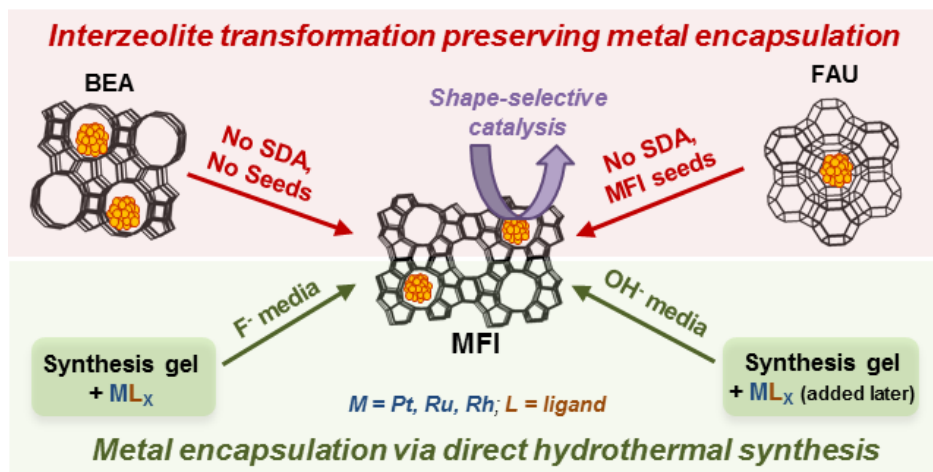 Interzeolite transformation preserving metal encapsulation
BEA
FAU
Shape-selective
catalysis
No SDA,
No Seeds
No SDA,
MFI seeds
F⁻ media
OH⁻ media
MFI
Synthesis gel
+ MLₓ
Synthesis gel
+ MLₓ (added later)
M = Pt, Ru, Rh; L = ligand
Metal encapsulation via direct hydrothermal synthesis